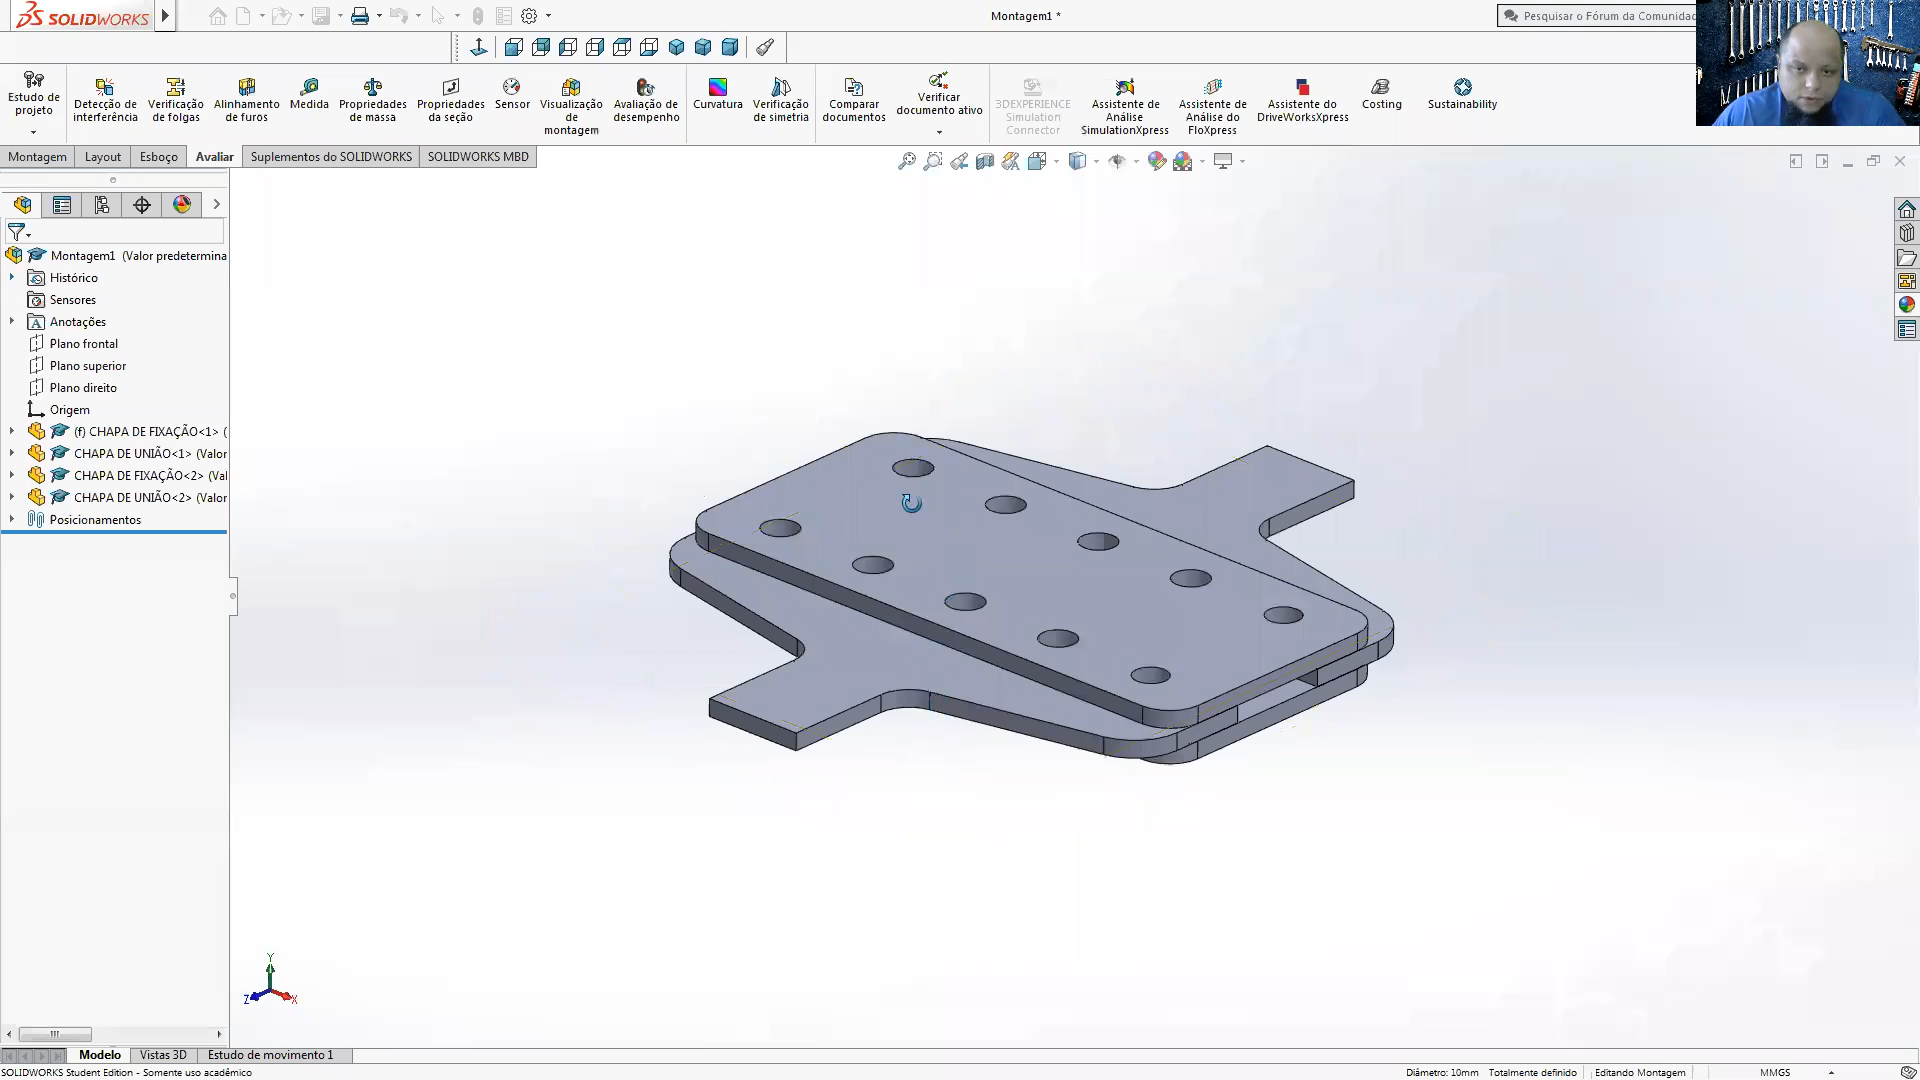 SOLIDWORKS
Montagem1 *
Pesquisar o Fórum da Comunidad
Estudo de projeto
Detecção de interferência
Verificação de folgas
Alinhamento de furos
Medida
Propriedades de massa
Propriedades da seção
Sensor
Visualização de montagem
Avaliação de desempenho
Curvatura
Verificação de simetria
Comparar documentos
Verificar documento ativo
3DEXPERIENCE Simulation Connector
Assistente de Análise SimulationXpress
Assistente de Análise do FloXpress
Assistente do DriveWorksXpress
Costing
Sustainability
Montagem
Layout
Esboço
Avaliar
Suplementos do SOLIDWORKS
SOLIDWORKS MBD
Montagem1 (Valor predetermina
Histórico
Sensores
Anotações
Plano frontal
Plano superior
Plano direito
Origem
(f) CHAPA DE FIXAÇÃO<1> (
CHAPA DE UNIÃO<1> (Valor
CHAPA DE FIXAÇÃO<2> (Val
CHAPA DE UNIÃO<2> (Valor
Posicionamentos
Y
Z
X
Modelo
Vistas 3D
Estudo de movimento 1
SOLIDWORKS Student Edition - Somente uso acadêmico
Diâmetro: 10mm
Totalmente definido
Editando Montagem
MMGS